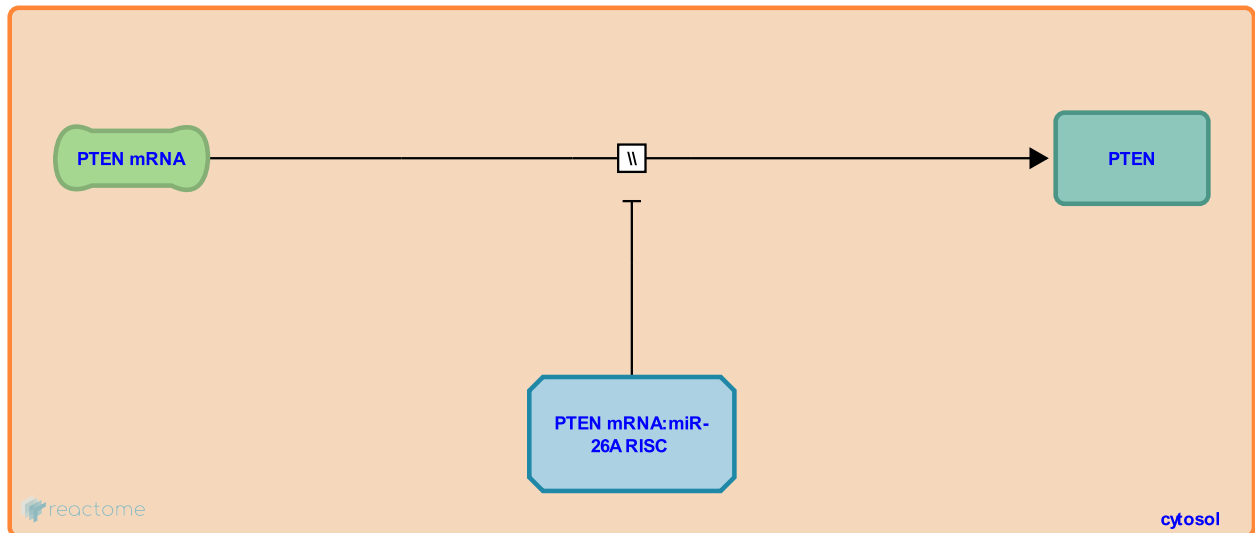 PTEN mRNA
\\
PTEN
PTEN mRNA:miR-
26A RISC
reactome
cytosol